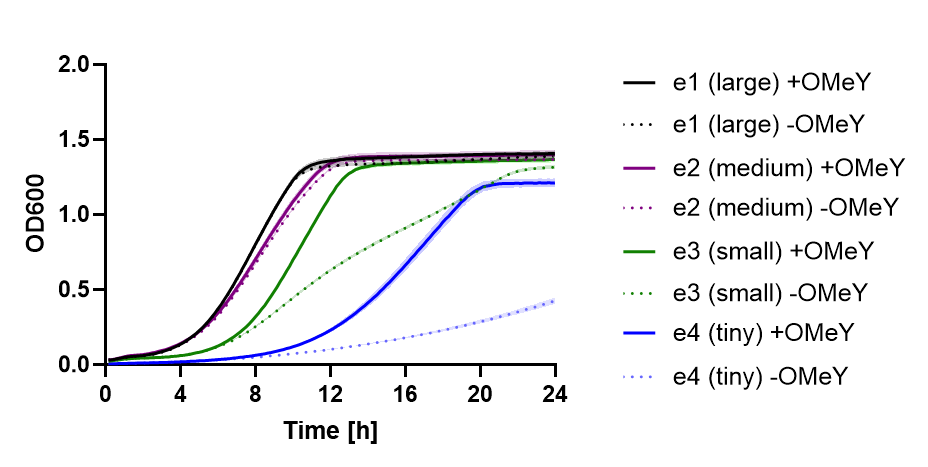 2.0
1.5
1.0
0.5
0.0
OD600
0 4 8 12 16 20 24
Time [h]
e1 (large) +OMeY
e1 (large) -OMeY
e2 (medium) +OMeY
e2 (medium) -OMeY
e3 (small) +OMeY
e3 (small) -OMeY
e4 (tiny) +OMeY
e4 (tiny) -OMeY